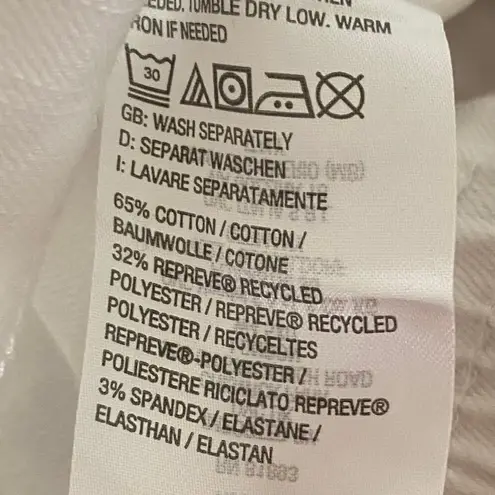 TUMBLE DRY LOW. WARM
IRON IF NEEDED
30
GB: WASH SEPARATELY
D: SEPARAT WASCHEN
I: LAVARE SEPARATAMENTE
65% COTTON / COTTON /
BAUMWOLLE / COTONE
32% REPREVE® RECYCLED
POLYESTER / REPREVE® RECYCLED
POLYESTER / RECYCELTES
REPREVE®-POLYESTER /
POLIESTERE RICICLATO REPREVE®
3% SPANDEX / ELASTANE /
ELASTHAN / ELASTAN